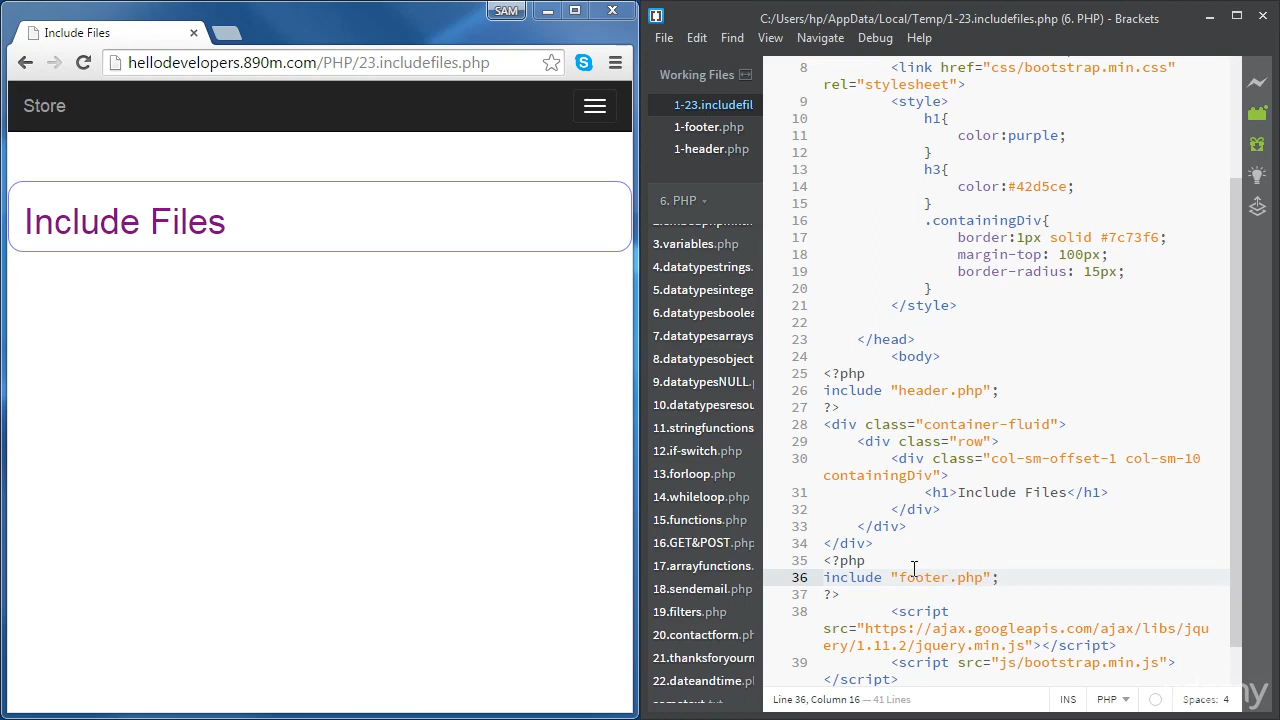 SAM
Include Files
hellodevelopers.890m.com/PHP/23.includefiles.php
Store
Include Files
C:/Users/hp/AppData/Local/Temp/1-23.includefiles.php (6. PHP) - Brackets
File Edit Find View Navigate Debug Help
Working Files
1-23.includefil
1-footer.php
1-header.php
6. PHP
3.variables.php
4.datatypestrings.
5.datatypesintege
6.datatypesboolea
7.datatypesarrays
8.datatypesobject
9.datatypesNULL.p
10.datatypesresou
11.stringfunctions
12.if-switch.php
13.forloop.php
14.whileloop.php
15.functions.php
16.GET&POST.php
17.arrayfunctions.
18.sendemail.php
19.filters.php
20.contactform.ph
21.thanksforyourm
22.dateandtime.ph
8 <link href="css/bootstrap.min.css"
rel="stylesheet">
9 <style>
10 h1{
11 color:purple;
12 }
13 h3{
14 color:#42d5ce;
15 }
16 .containingDiv{
17 border:1px solid #7c73f6;
18 margin-top: 100px;
19 border-radius: 15px;
20 }
21 </style>
22
23 </head>
24 <body>
25 <?php
26 include "header.php";
27 ?>
28 <div class="container-fluid">
29 <div class="row">
30 <div class="col-sm-offset-1 col-sm-10
containingDiv">
31 <h1>Include Files</h1>
32 </div>
33 </div>
34 </div>
35 <?php
36 include "footer.php";
37 ?>
38 <script
src="https://ajax.googleapis.com/ajax/libs/jqu
ery/1.11.2/jquery.min.js"></script>
39 <script src="js/bootstrap.min.js">
</script>
Line 36, Column 16 — 41 Lines
INS PHP Spaces: 4